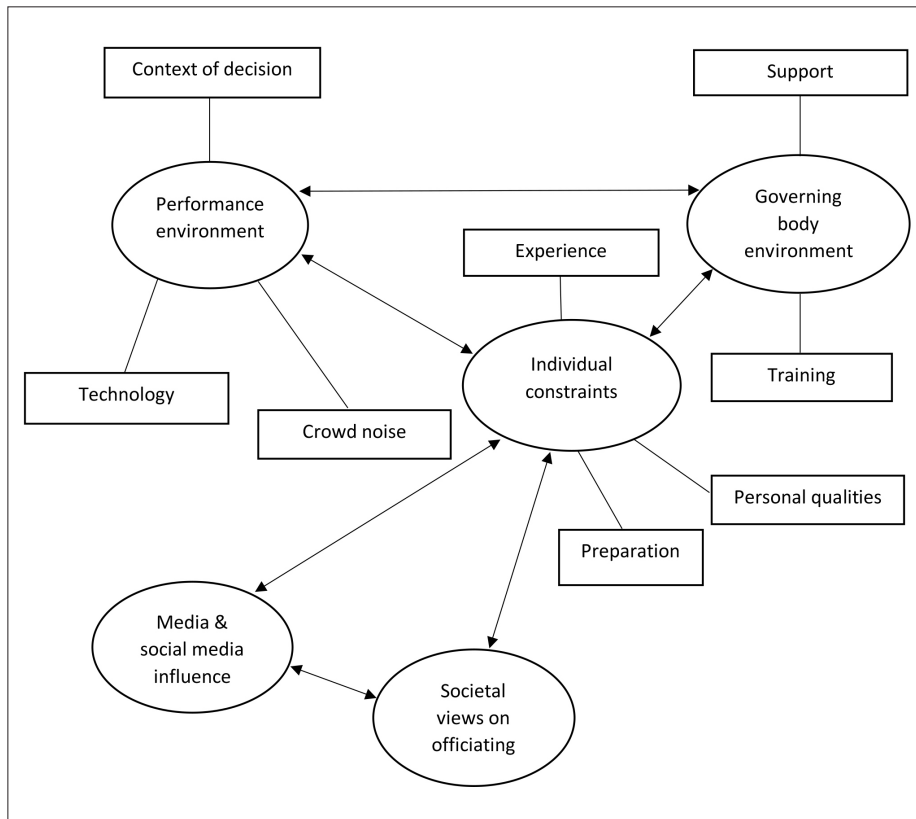 Context of decision
Support
Performance
environment
Governing
body
environment
Experience
Individual
constraints
Technology
Training
Crowd noise
Personal qualities
Preparation
Media &
social media
influence
Societal
views on
officiating